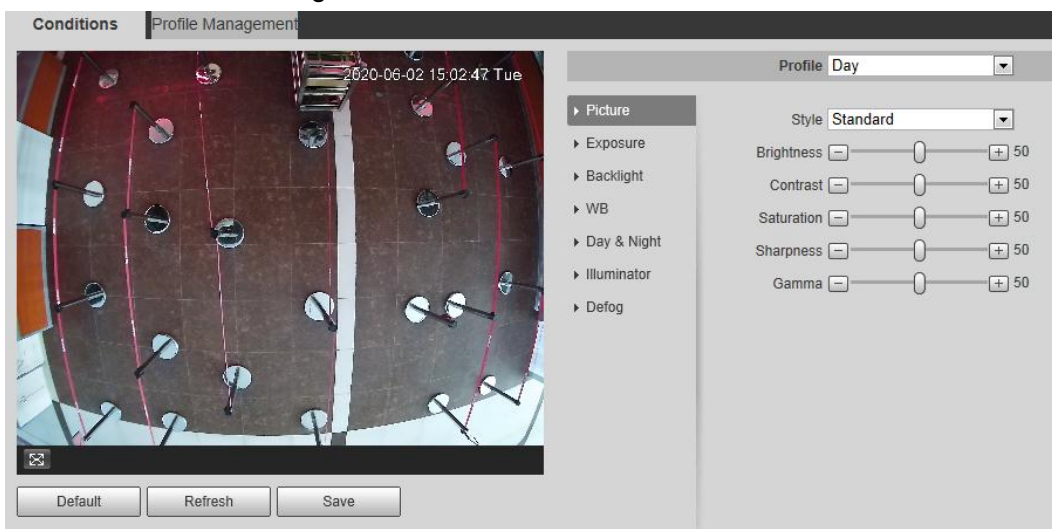 Conditions Profile Management
2020-06-02 15:02:47 Tue
Default Refresh Save
Profile Day
Picture
Exposure
Backlight
WB
Day & Night
Illuminator
Defog
Style Standard
Brightness 50
Contrast 50
Saturation 50
Sharpness 50
Gamma 50